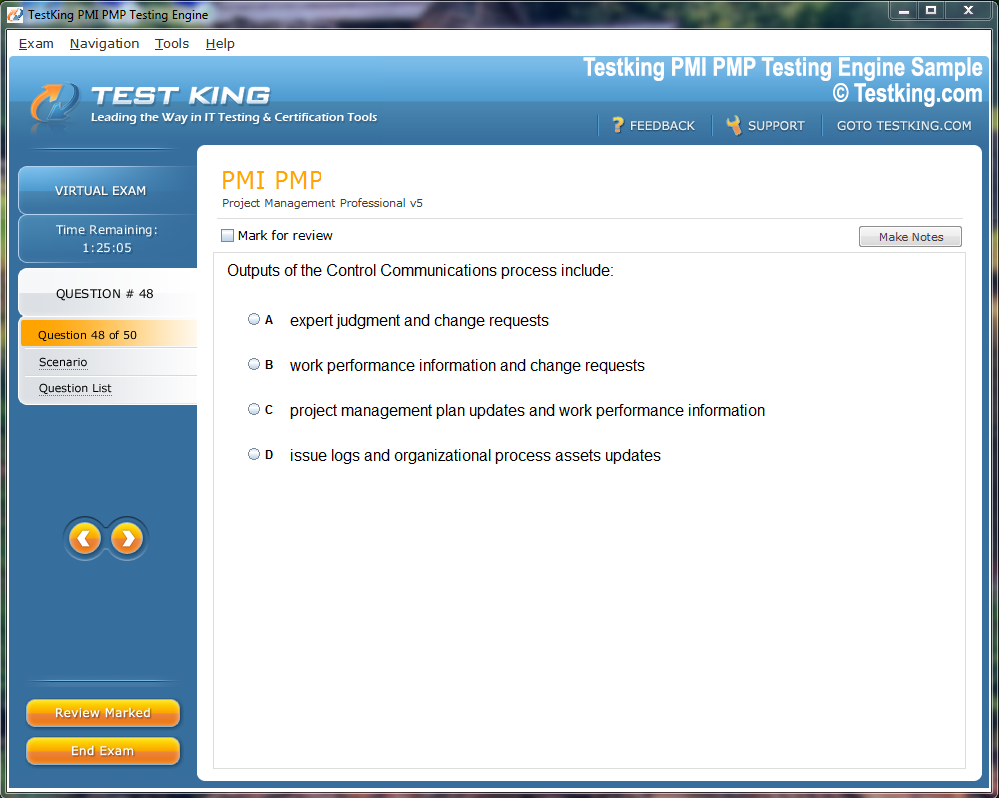 TestKing PMI PMP Testing Engine
Exam Navigation Tools Help
Testking PMI PMP Testing Engine Sample
© Testking.com
TEST KING
Leading the Way in IT Testing & Certification Tools
? FEEDBACK SUPPORT GOTO TESTKING.COM
VIRTUAL EXAM
Time Remaining:
1:25:05
QUESTION # 48
Question 48 of 50
Scenario
Question List
Review Marked
End Exam
PMI PMP
Project Management Professional v5
Mark for review
Make Notes
Outputs of the Control Communications process include:
A expert judgment and change requests
B work performance information and change requests
C project management plan updates and work performance information
D issue logs and organizational process assets updates